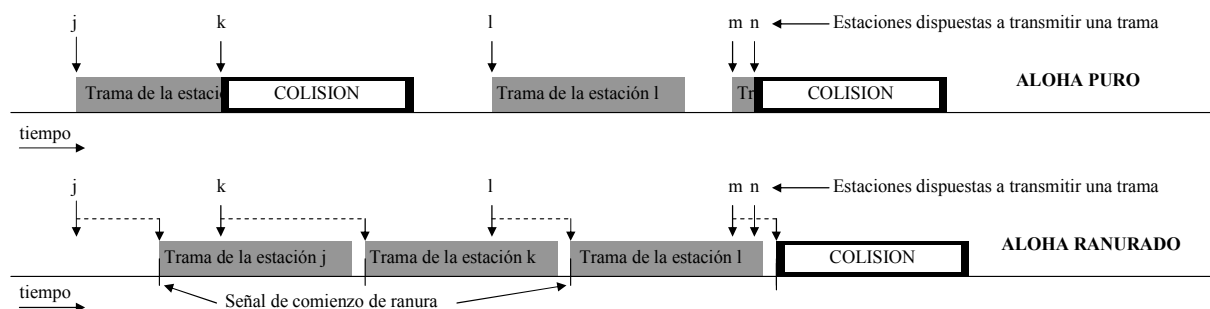 j k l m n Estaciones dispuestas a transmitir una trama
Trama de la estació COLISION Trama de la estación l Tr COLISION ALOHA PURO
tiempo
j k l m n Estaciones dispuestas a transmitir una trama
Trama de la estación j Trama de la estación k Trama de la estación l COLISION ALOHA RANURADO
tiempo Señal de comienzo de ranura